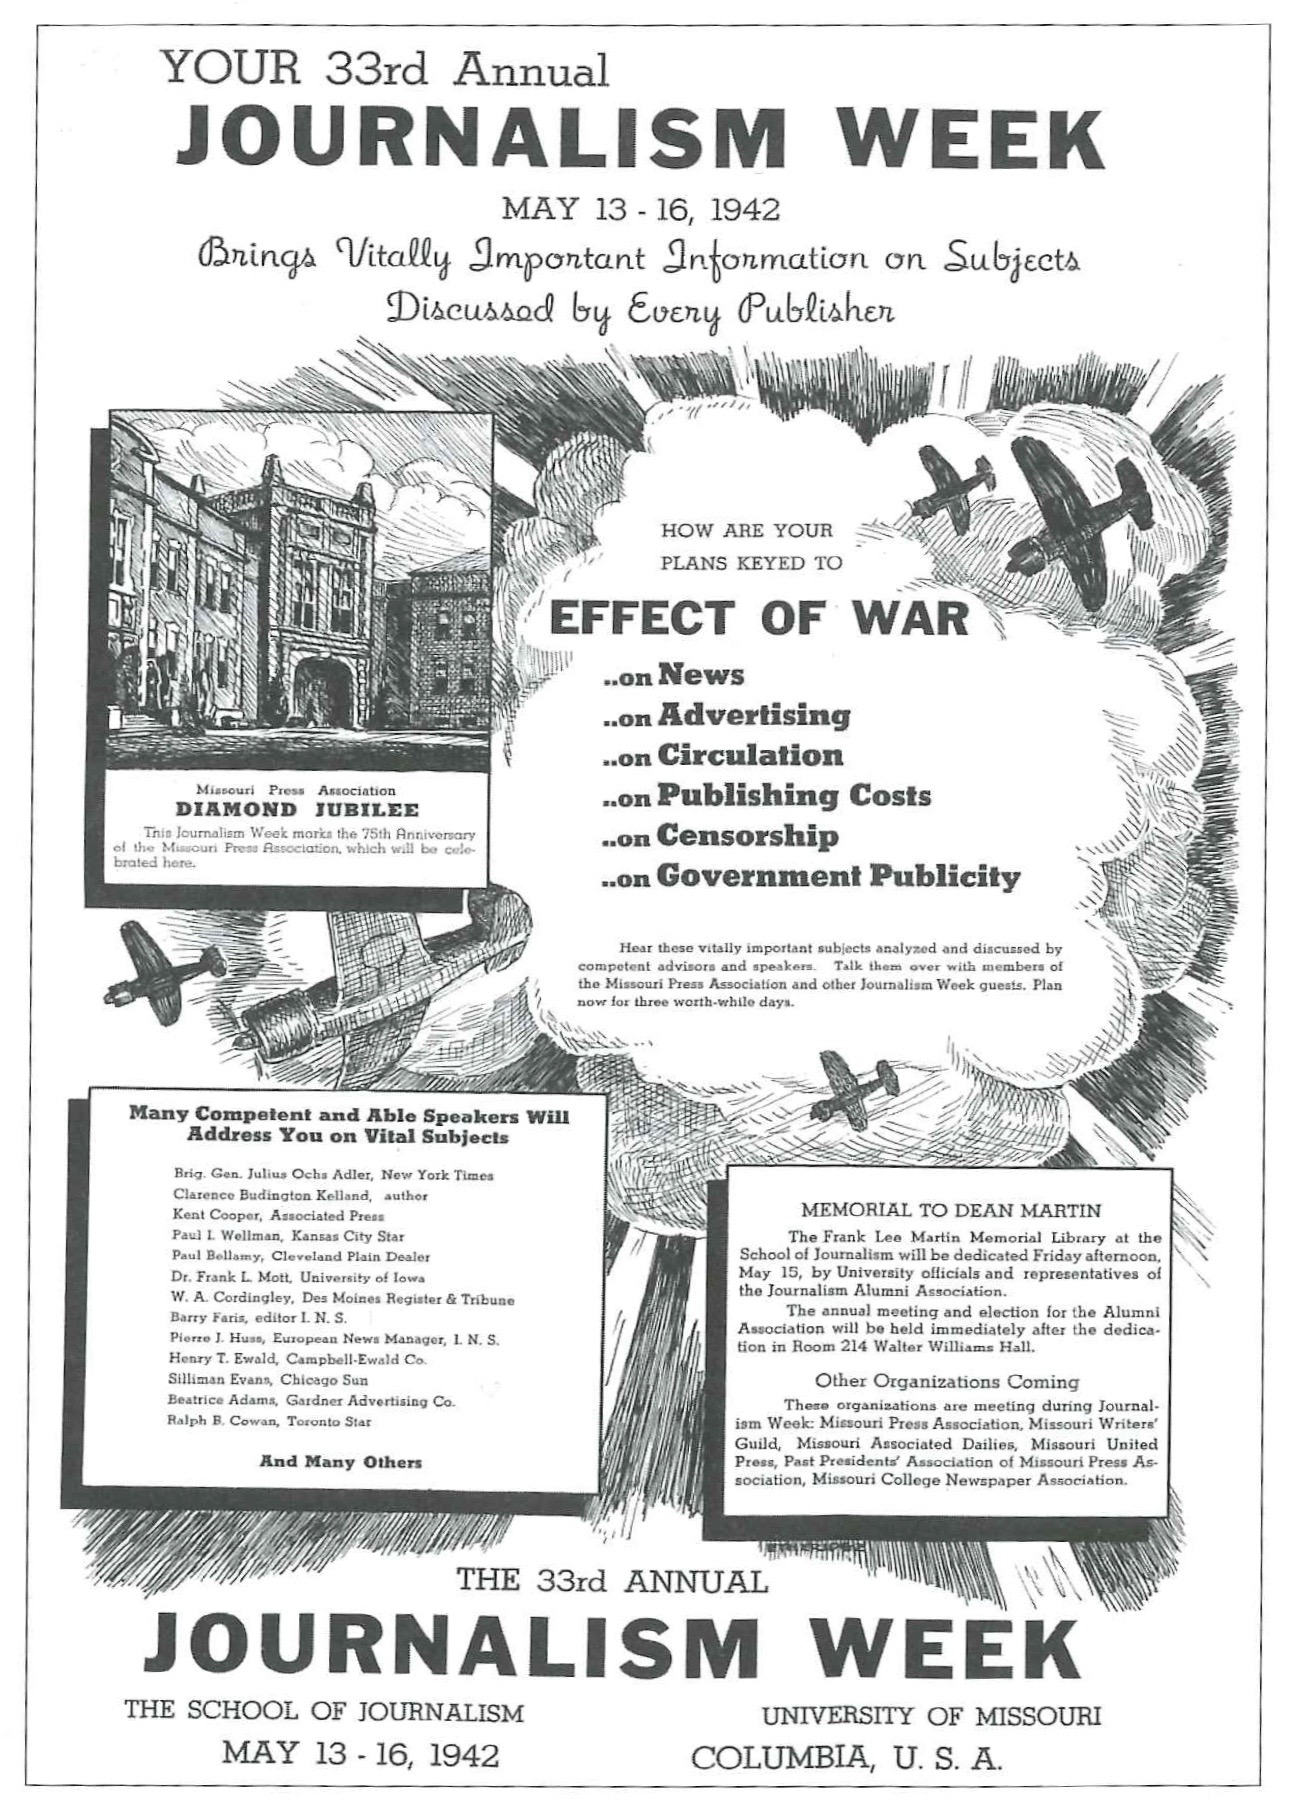 YOUR 33rd Annual
JOURNALISM WEEK
MAY 13 - 16, 1942
Brings Vitally Important Information on Subjects
Discussed by Every Publisher
Missouri Press Association
DIAMOND JUBILEE
This Journalism Week marks the 75th Anniversary
of the Missouri Press Association, which will be cele-
brated here.
HOW ARE YOUR
PLANS KEYED TO
EFFECT OF WAR
..on News
..on Advertising
..on Circulation
..on Publishing Costs
..on Censorship
..on Government Publicity
Hear these vitally important subjects analyzed and discussed by
competent advisors and speakers. Talk them over with members of
the Missouri Press Association and other Journalism Week guests. Plan
now for three worth-while days.
Many Competent and Able Speakers Will
Address You on Vital Subjects
Brig. Gen. Julius Ochs Adler, New York Times
Clarence Budington Kelland, author
Kent Cooper, Associated Press
Paul I. Wellman, Kansas City Star
Paul Bellamy, Cleveland Plain Dealer
Dr. Frank L. Mott, University of Iowa
W. A. Cordingley, Des Moines Register & Tribune
Barry Faris, editor I. N. S.
Pierre J. Huss, European News Manager, I. N. S.
Henry T. Ewald, Campbell-Ewald Co.
Silliman Evans, Chicago Sun
Beatrice Adams, Gardner Advertising Co.
Ralph B. Cowan, Toronto Star
And Many Others
MEMORIAL TO DEAN MARTIN
The Frank Lee Martin Memorial Library at the
School of Journalism will be dedicated Friday afternoon,
May 15, by University officials and representatives of
the Journalism Alumni Association.
The annual meeting and election for the Alumni
Association will be held immediately after the dedica-
tion in Room 214 Walter Williams Hall.
Other Organizations Coming
These organizations are meeting during Journal-
ism Week: Missouri Press Association, Missouri Writers'
Guild, Missouri Associated Dailies, Missouri United
Press, Past Presidents' Association of Missouri Press As-
sociation, Missouri College Newspaper Association.
THE 33rd ANNUAL
JOURNALISM WEEK
THE SCHOOL OF JOURNALISM
UNIVERSITY OF MISSOURI
MAY 13 - 16, 1942
COLUMBIA, U. S. A.